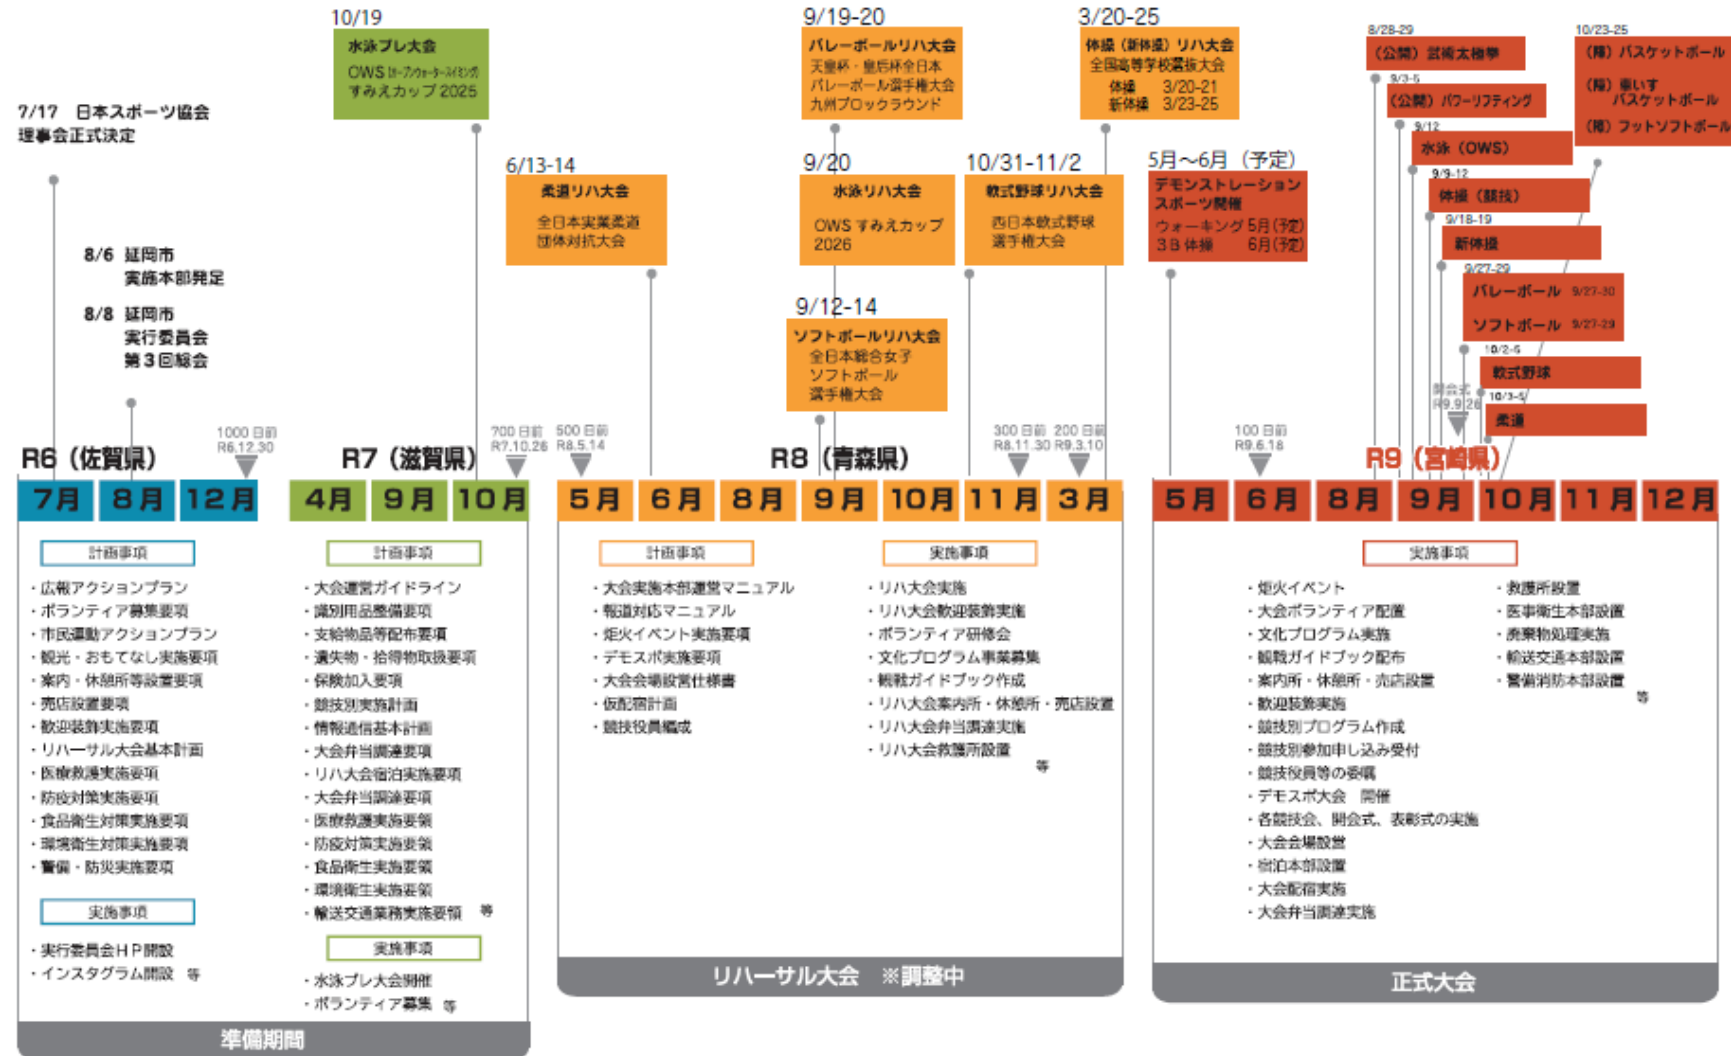 10/19
水泳プレ大会
OWS (オープンウォータースイミング)
すみえカップ 2025
9/19-20
バレーボールリハ大会
天皇杯・皇后杯全日本
バレーボール選手権大会
九州ブロックラウンド
3/20-25
体操（新体操）リハ大会
全国高等学校選抜大会
体操 3/20-21
新体操 3/23-25
8/28-29
（公開）武術太極拳
9/3-5
（公開）パワーリフティング
9/12
水泳（OWS）
9/9-12
体操（競技）
9/18-19
新体操
9/27-29
バレーボール 9/27-30
ソフトボール 9/27-29
10/2-5
軟式野球
10/3-5
柔道
10/23-25
（障）バスケットボール
（障）車いす
バスケットボール
（障）フットソフトボール
7/17 日本スポーツ協会
理事会正式決定
6/13-14
柔道リハ大会
全日本実業柔道
団体対抗大会
9/20
水泳リハ大会
OWS すみえカップ
2026
10/31-11/2
軟式野球リハ大会
西日本軟式野球
選手権大会
5月～6月（予定）
デモンストレーション
スポーツ開催
ウォーキング 5月(予定)
3B体操 6月(予定)
8/6 延岡市
実施本部発足
8/8 延岡市
実行委員会
第3回総会
9/12-14
ソフトボールリハ大会
全日本総合女子
ソフトボール
選手権大会
開会式
R9.9.26
1000日前
R6.12.30
700日前
R7.10.26
500日前
R8.5.14
300日前
R8.11.30
200日前
R9.3.10
100日前
R9.6.18
R6（佐賀県）
R7（滋賀県）
R8（青森県）
R9（宮崎県）
7月 8月 12月
4月 9月 10月
5月 6月 8月 9月 10月 11月 3月
5月 6月 8月 9月 10月 11月 12月
計画事項
・広報アクションプラン
・ボランティア募集要項
・市民運動アクションプラン
・観光・おもてなし実施要項
・案内・休憩所等設置要項
・売店設置要項
・歓迎装飾実施要項
・リハーサル大会基本計画
・医療救護実施要項
・防疫対策実施要項
・食品衛生対策実施要項
・環境衛生対策実施要項
・警備・防災実施要項
実施事項
・実行委員会HP開設
・インスタグラム開設 等
計画事項
・大会運営ガイドライン
・識別用品整備要項
・支給物品等配布要項
・遺失物・拾得物取扱要項
・保険加入要項
・競技別実施計画
・情報通信基本計画
・大会弁当調達要項
・リハ大会宿泊実施要項
・大会弁当調達要項
・医療救護実施要領
・防疫対策実施要領
・食品衛生実施要領
・環境衛生実施要領
・輸送交通業務実施要領 等
実施事項
・水泳プレ大会開催
・ボランティア募集 等
準備期間
計画事項
・大会実施本部運営マニュアル
・報道対応マニュアル
・炬火イベント実施要項
・デモスポ実施要項
・大会会場設営仕様書
・仮配宿計画
・競技役員編成
実施事項
・リハ大会実施
・リハ大会歓迎装飾実施
・ボランティア研修会
・文化プログラム事業募集
・観戦ガイドブック作成
・リハ大会案内所・休憩所・売店設置
・リハ大会弁当調達実施
・リハ大会救護所設置
等
リハーサル大会 ※調整中
実施事項
・炬火イベント
・大会ボランティア配置
・文化プログラム実施
・観戦ガイドブック配布
・案内所・休憩所・売店設置
・歓迎装飾実施
・競技別プログラム作成
・競技別参加申し込み受付
・競技役員等の委嘱
・デモスポ大会 開催
・各競技会、開会式、表彰式の実施
・大会会場設営
・宿泊本部設置
・大会配宿実施
・大会弁当調達実施
・救護所設置
・医事衛生本部設置
・廃棄物処理実施
・輸送交通本部設置
・警備消防本部設置
等
正式大会